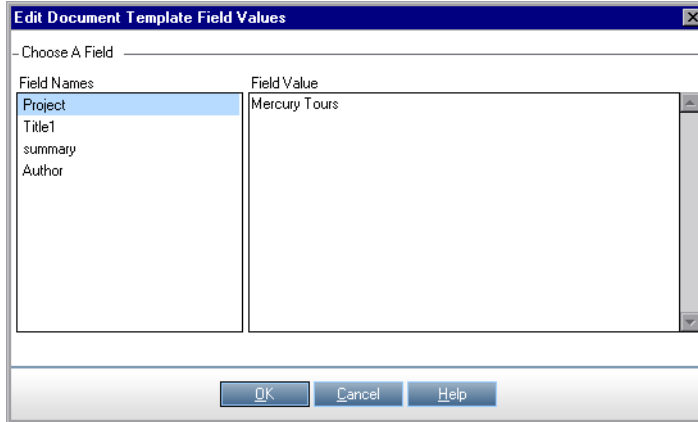 Edit Document Template Field Values
Choose A Field
Field Names
Field Value
Project
Mercury Tours
Title1
summary
Author
OK
Cancel
Help